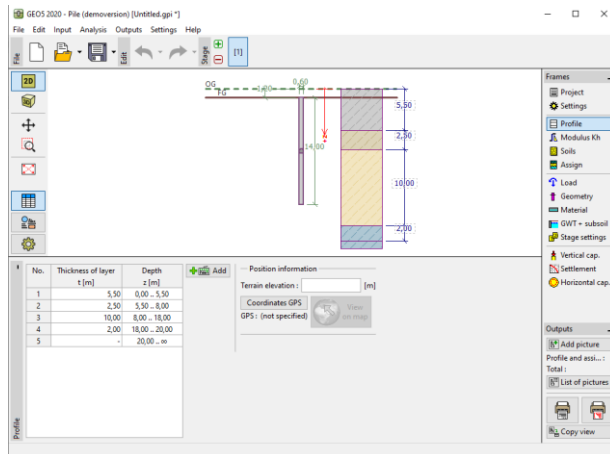 GEO5 2020 - Pile (demoversion) [Untitled.gpi *]
File Edit Input Analysis Outputs Settings Help
File
Edit
Stage
[1]
2D
OG
FG
1,20
0,60
14,00
+z
5,50
2,50
10,00
2,00
Frames
Project
Settings
Profile
Modulus Kh
Soils
Assign
Load
Geometry
Material
GWT + subsoil
Stage settings
Vertical cap.
Settlement
Horizontal cap.
No. Thickness of layer Depth
t [m] z [m]
1 5,50 0,00 .. 5,50
2 2,50 5,50 .. 8,00
3 10,00 8,00 .. 18,00
4 2,00 18,00 .. 20,00
5 - 20,00 .. ∞
Add
Position information
Terrain elevation : [m]
Coordinates GPS
GPS : (not specified)
View
on map
Profile
Outputs
Add picture
Profile and assi... :
Total :
List of pictures
Copy view